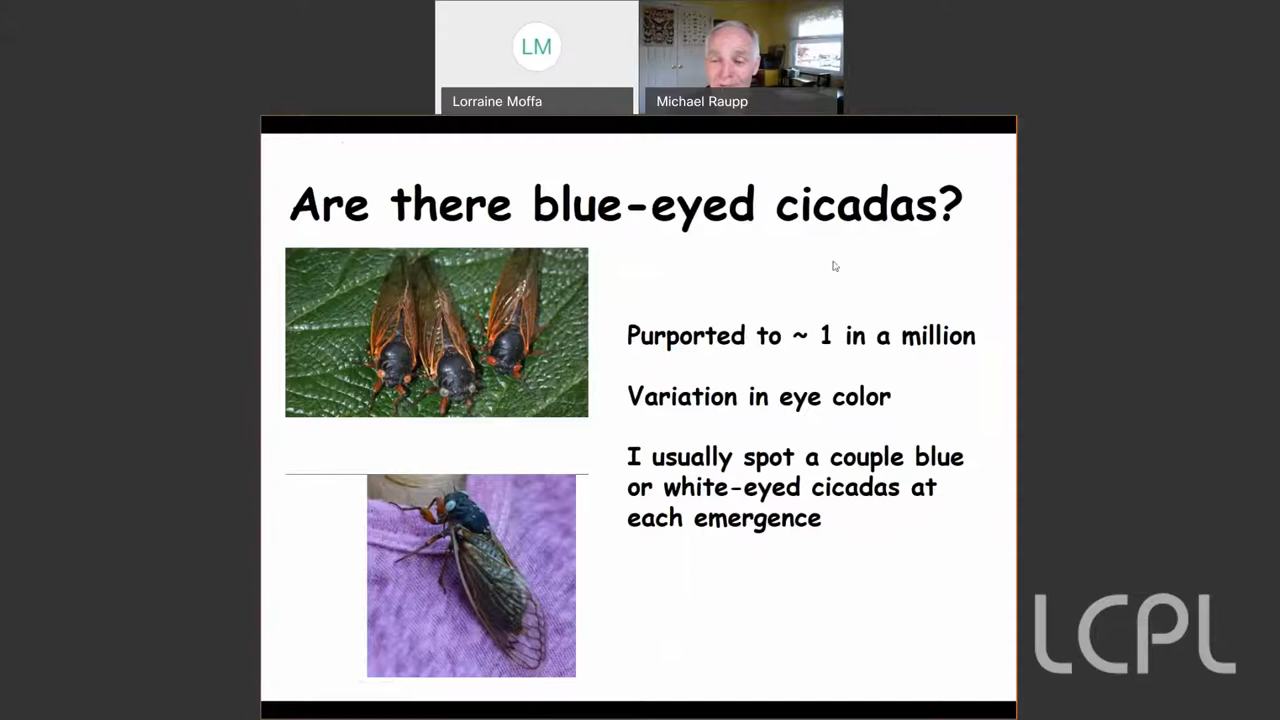 LM
Lorraine Moffa
Michael Raupp
Are there blue-eyed cicadas?
Purported to ~ 1 in a million
Variation in eye color
I usually spot a couple blue
or white-eyed cicadas at
each emergence
LCPL